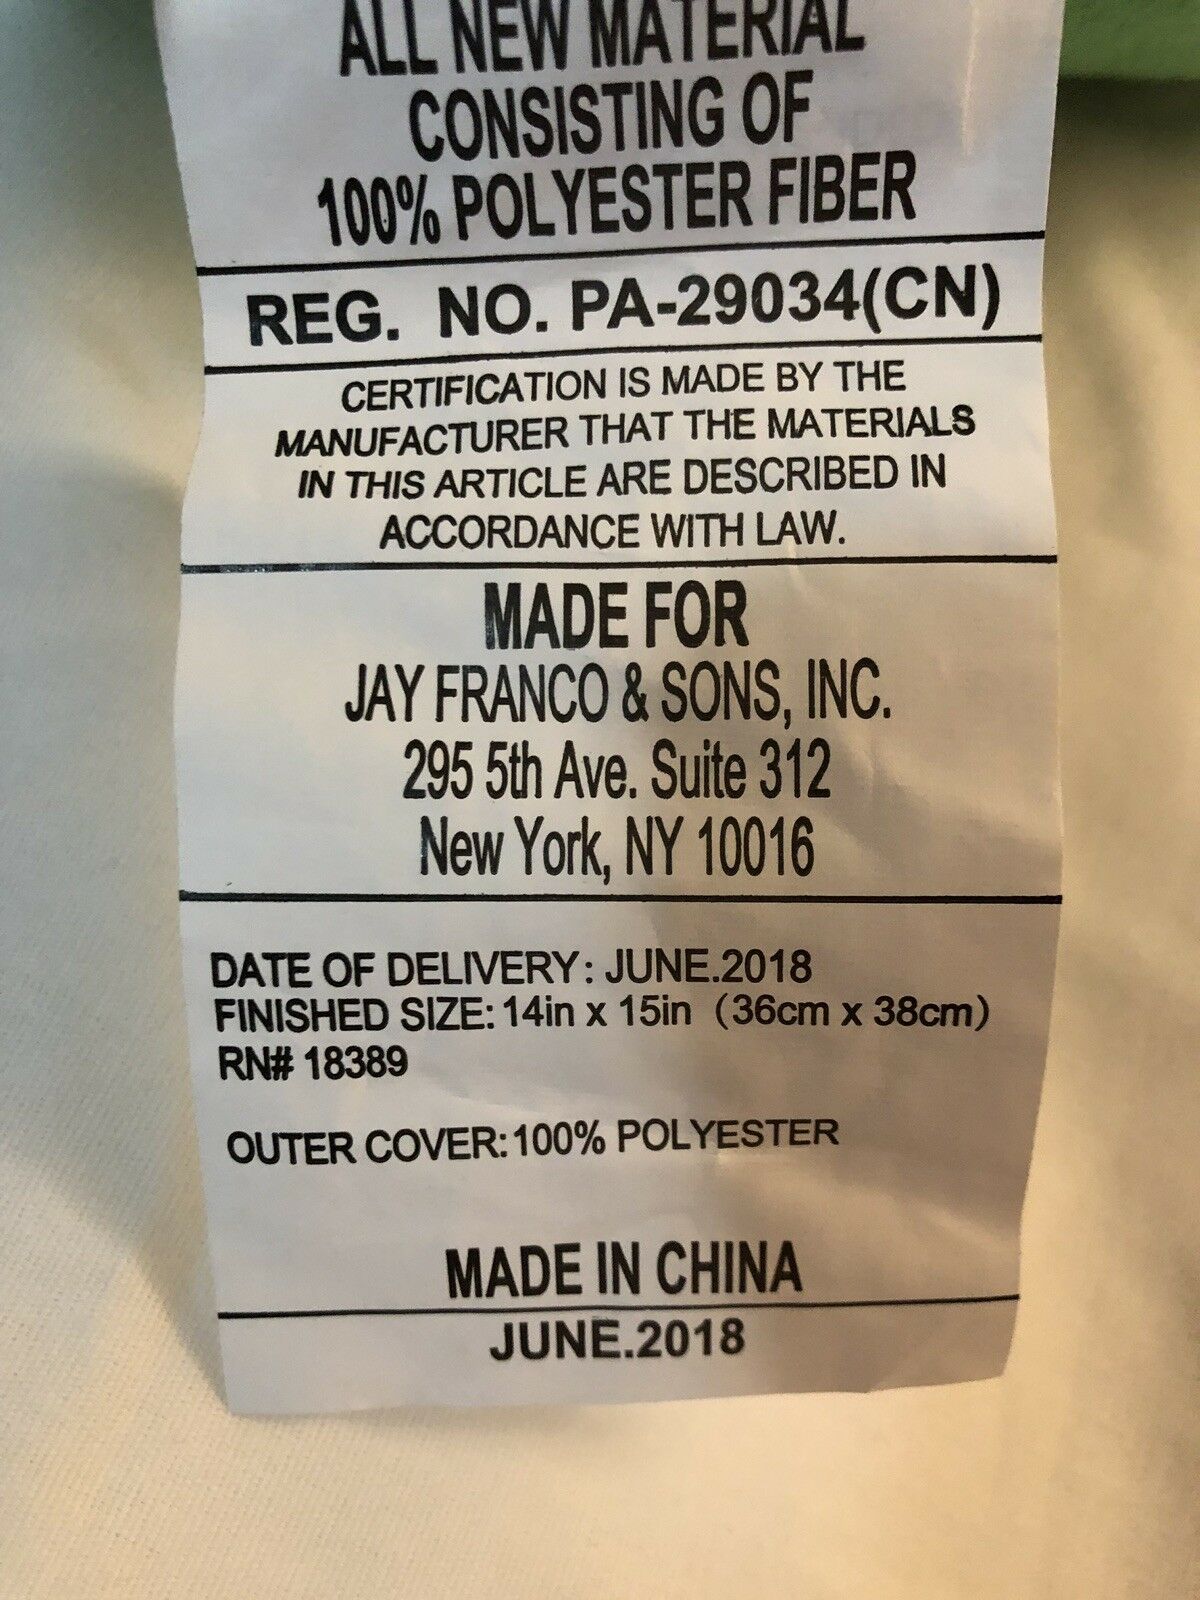 ALL NEW MATERIAL
CONSISTING OF
100% POLYESTER FIBER
REG. NO. PA-29034(CN)
CERTIFICATION IS MADE BY THE
MANUFACTURER THAT THE MATERIALS
IN THIS ARTICLE ARE DESCRIBED IN
ACCORDANCE WITH LAW.
MADE FOR
JAY FRANCO & SONS, INC.
295 5th Ave. Suite 312
New York, NY 10016
DATE OF DELIVERY: JUNE.2018
FINISHED SIZE: 14in x 15in (36cm x 38cm)
RN# 18389
OUTER COVER: 100% POLYESTER
MADE IN CHINA
JUNE.2018